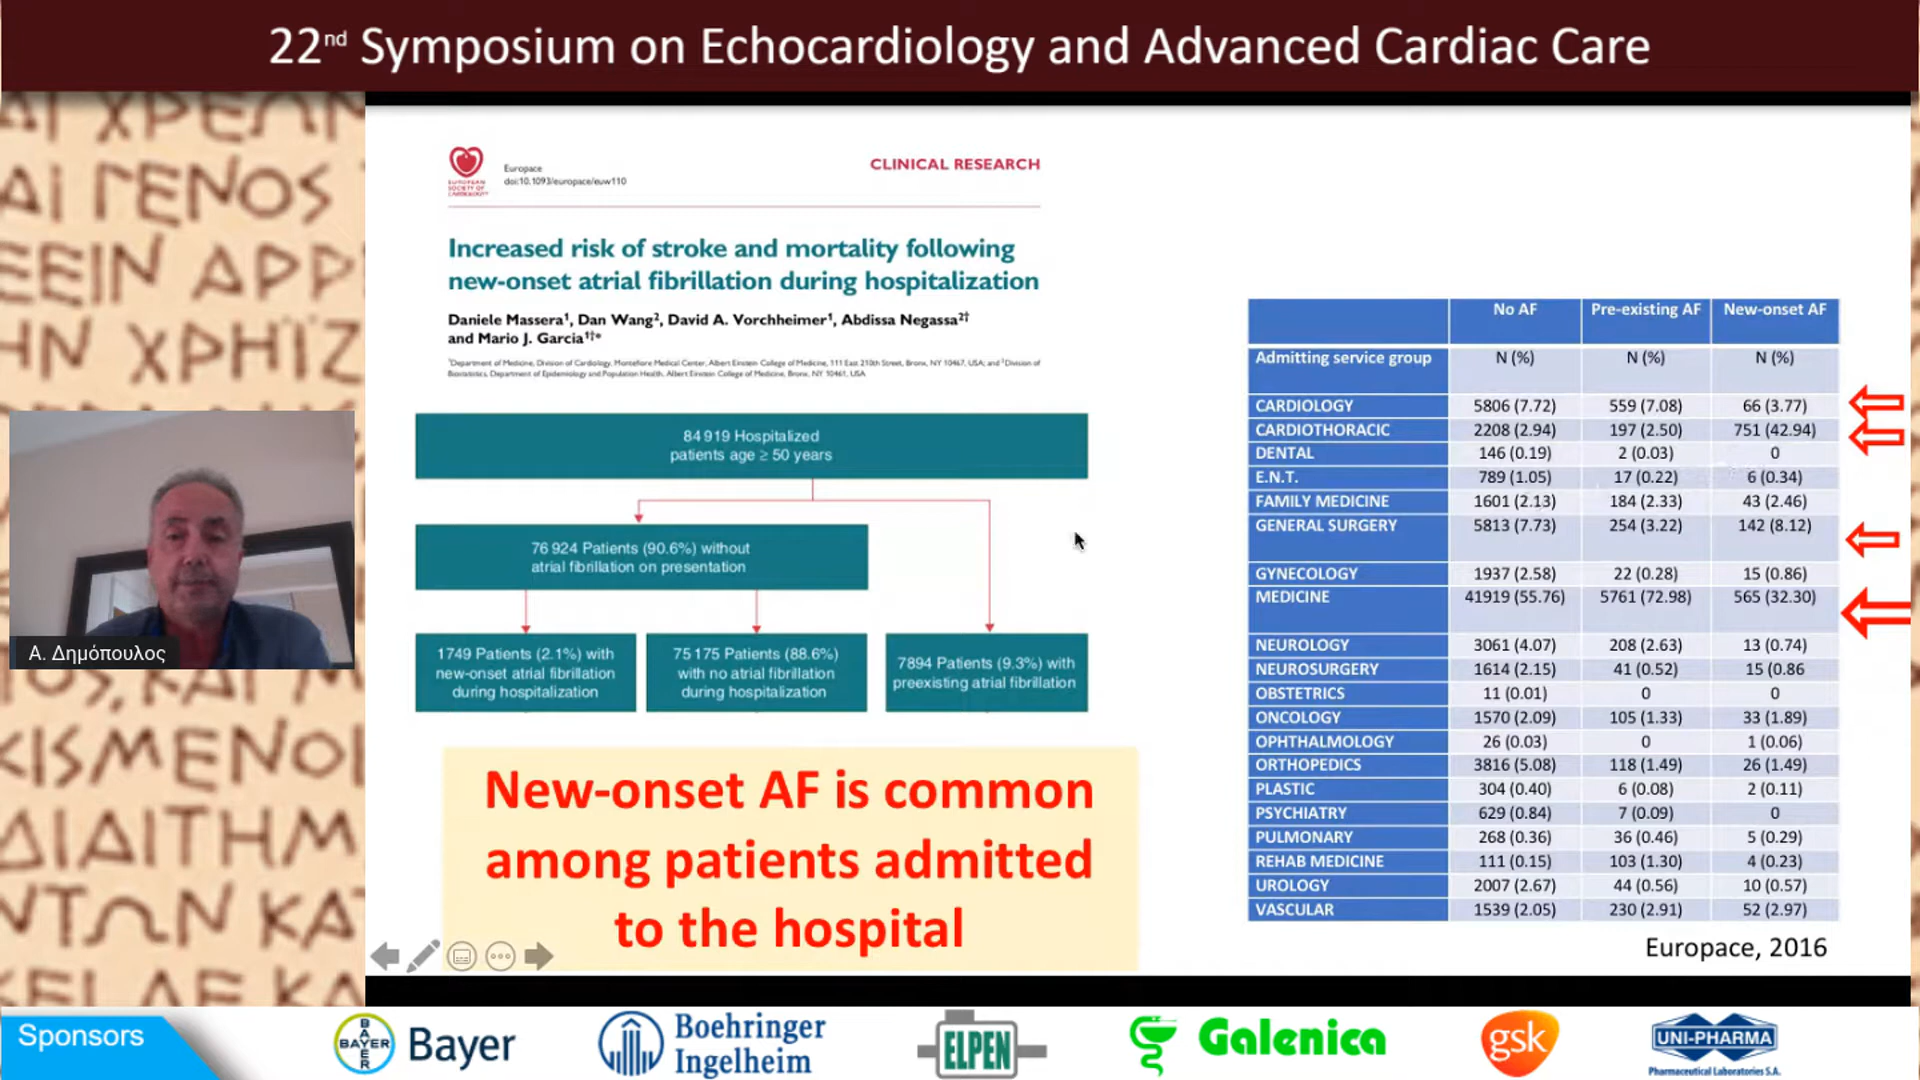 22nd Symposium on Echocardiology and Advanced Cardiac Care
EUROPEAN
SOCIETY OF
CARDIOLOGY
Europace
doi:10.1093/europace/euw110
CLINICAL RESEARCH
Increased risk of stroke and mortality following
new-onset atrial fibrillation during hospitalization
Daniele Massera1, Dan Wang2, David A. Vorchheimer1, Abdissa Negassa2†
and Mario J. Garcia1†*
1Department of Medicine, Division of Cardiology, Montefiore Medical Center, Albert Einstein College of Medicine, 111 East 210th Street, Bronx, NY 10467, USA; and 2Division of
Biostatistics, Department of Epidemiology and Population Health, Albert Einstein College of Medicine, Bronx, NY 10461, USA
84 919 Hospitalized
patients age ≥ 50 years
76 924 Patients (90.6%) without
atrial fibrillation on presentation
1749 Patients (2.1%) with
new-onset atrial fibrillation
during hospitalization
75 175 Patients (88.6%)
with no atrial fibrillation
during hospitalization
7894 Patients (9.3%) with
preexisting atrial fibrillation
New-onset AF is common
among patients admitted
to the hospital
No AF Pre-existing AF New-onset AF
Admitting service group N (%) N (%) N (%)
CARDIOLOGY 5806 (7.72) 559 (7.08) 66 (3.77)
CARDIOTHORACIC 2208 (2.94) 197 (2.50) 751 (42.94)
DENTAL 146 (0.19) 2 (0.03) 0
E.N.T. 789 (1.05) 17 (0.22) 6 (0.34)
FAMILY MEDICINE 1601 (2.13) 184 (2.33) 43 (2.46)
GENERAL SURGERY 5813 (7.73) 254 (3.22) 142 (8.12)
GYNECOLOGY 1937 (2.58) 22 (0.28) 15 (0.86)
MEDICINE 41919 (55.76) 5761 (72.98) 565 (32.30)
NEUROLOGY 3061 (4.07) 208 (2.63) 13 (0.74)
NEUROSURGERY 1614 (2.15) 41 (0.52) 15 (0.86
OBSTETRICS 11 (0.01) 0 0
ONCOLOGY 1570 (2.09) 105 (1.33) 33 (1.89)
OPHTHALMOLOGY 26 (0.03) 0 1 (0.06)
ORTHOPEDICS 3816 (5.08) 118 (1.49) 26 (1.49)
PLASTIC 304 (0.40) 6 (0.08) 2 (0.11)
PSYCHIATRY 629 (0.84) 7 (0.09) 0
PULMONARY 268 (0.36) 36 (0.46) 5 (0.29)
REHAB MEDICINE 111 (0.15) 103 (1.30) 4 (0.23)
UROLOGY 2007 (2.67) 44 (0.56) 10 (0.57)
VASCULAR 1539 (2.05) 230 (2.91) 52 (2.97)
Europace, 2016
Α. Δημόπουλος
Sponsors
BAYER
BAYER
Bayer
Boehringer
Ingelheim
ELPEN
Galenica
gsk
UNI-PHARMA
Pharmaceutical Laboratories S.A.
ΑΙ ΓΕΝΟΣ